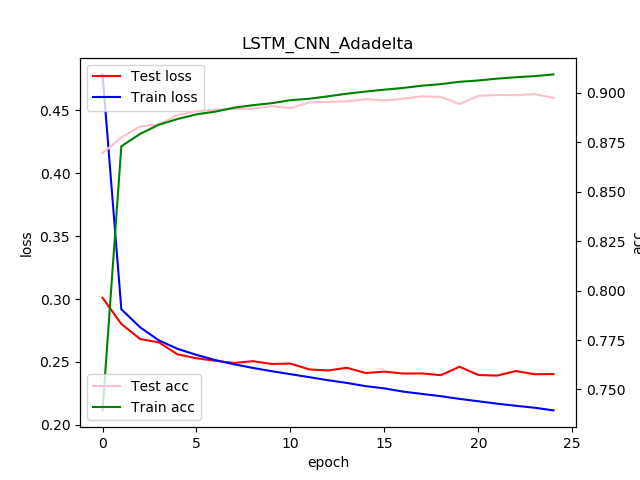 LSTM_CNN_Adadelta
Test loss
Train loss
0.45
0.40
0.35
0.30
0.25
0.20
loss
0.900
0.875
0.850
0.825
0.800
0.775
0.750
acc
Test acc
Train acc
0
5
10
15
20
25
epoch